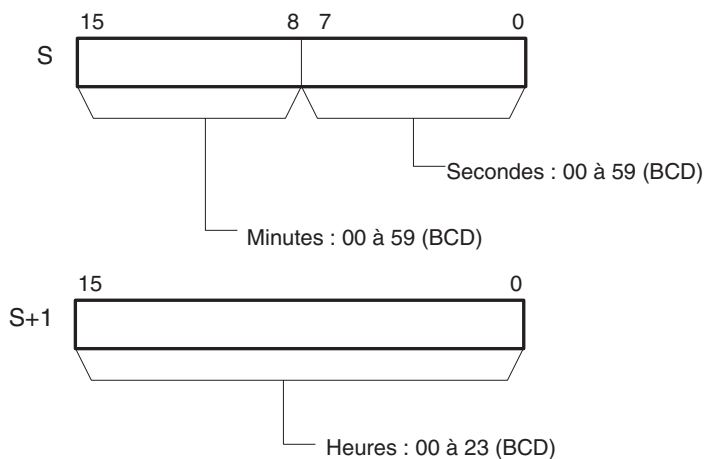 15 8 7 0
S
Secondes : 00 à 59 (BCD)
Minutes : 00 à 59 (BCD)
15 0
S+1
Heures : 00 à 23 (BCD)